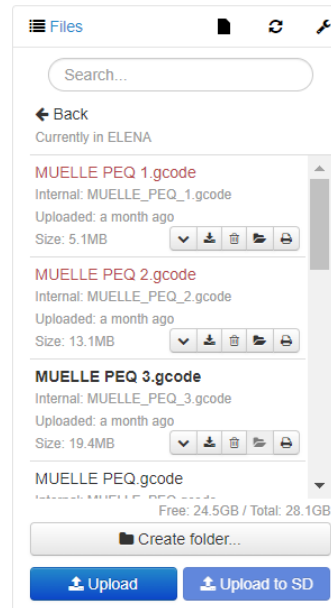 Files
Search...
Back
Currently in ELENA
MUELLE PEQ 1.gcode
Internal: MUELLE_PEQ_1.gcode
Uploaded: a month ago
Size: 5.1MB
MUELLE PEQ 2.gcode
Internal: MUELLE_PEQ_2.gcode
Uploaded: a month ago
Size: 13.1MB
MUELLE PEQ 3.gcode
Internal: MUELLE_PEQ_3.gcode
Uploaded: a month ago
Size: 19.4MB
MUELLE PEQ.gcode
Internal: MUELLE_PEQ.gcode
Free: 24.5GB / Total: 28.1GB
Create folder...
Upload
Upload to SD